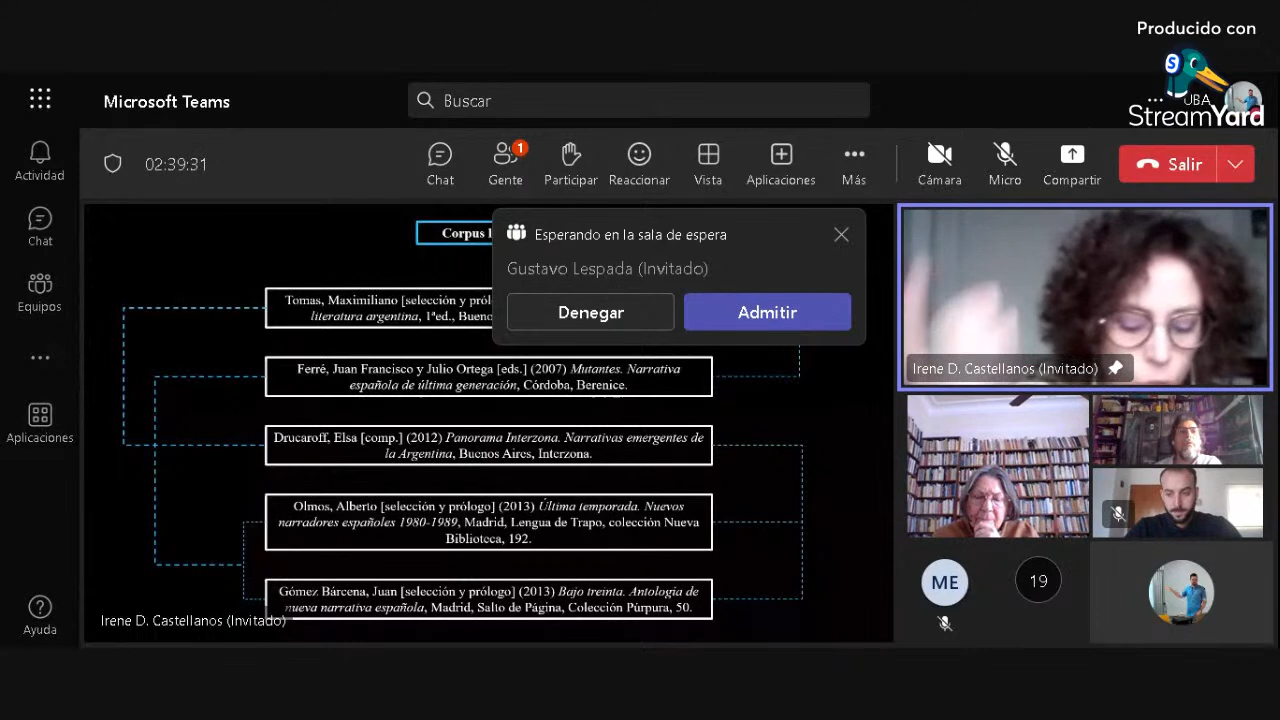 Producido con
StreamYard
UBA
Microsoft Teams
Buscar
Actividad
Chat
Equipos
Aplicaciones
Ayuda
02:39:31
Chat
Gente
1
Participar
Reaccionar
Vista
Aplicaciones
Más
Cámara
Micro
Compartir
Salir
Corpus
Esperando en la sala de espera
Gustavo Lespada (Invitado)
Denegar
Admitir
Tomas, Maximiliano [selección y
literatura argentina, 1ªed.,
Ferré, Juan Francisco y Julio Ortega [eds.] (2007) Mutantes. Narrativa
española de última generación, Córdoba, Berenice.
Drucaroff, Elsa [comp.] (2012) Panorama Interzona. Narrativas emergentes de
la Argentina, Buenos Aires, Interzona.
Olmos, Alberto [selección y prólogo] (2013) Última temporada. Nuevos
narradores españoles 1980-1989, Madrid, Lengua de Trapo, colección Nueva
Biblioteca, 192.
Gómez Bárcena, Juan [selección y prólogo] (2013) Bajo treinta. Antología de
nueva narrativa española, Madrid, Salto de Página, Colección Púrpura, 50.
Irene D. Castellanos (Invitado)
Irene D. Castellanos (Invitado)
ME
19